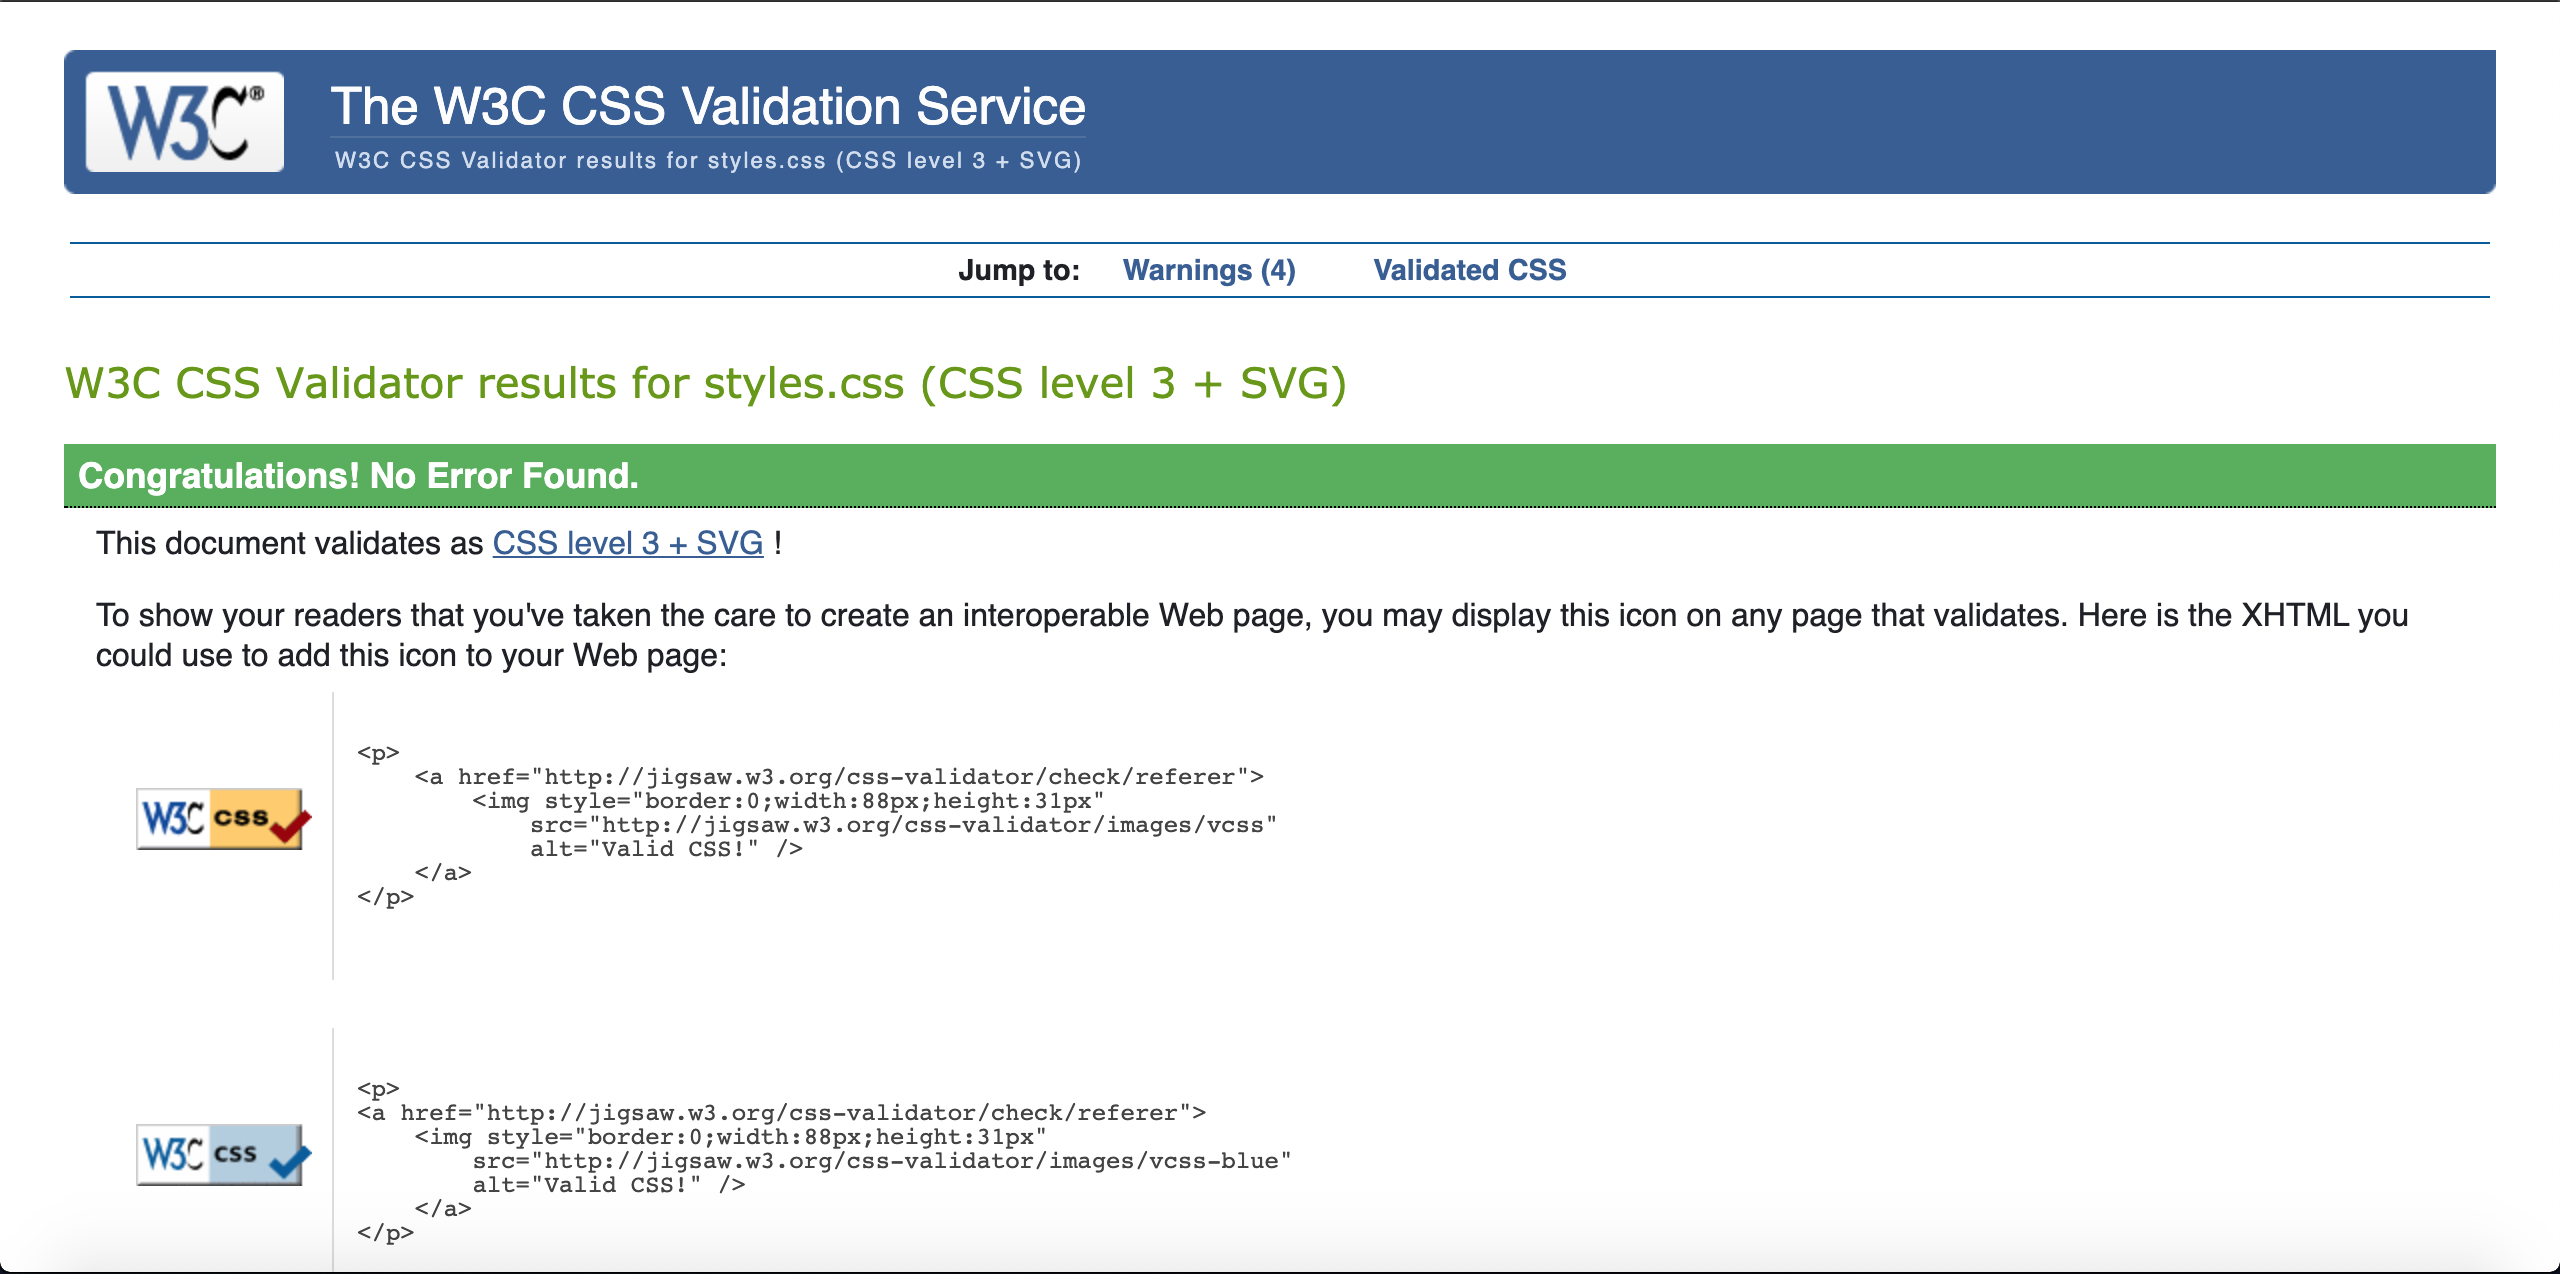 W3C®
The W3C CSS Validation Service
W3C CSS Validator results for styles.css (CSS level 3 + SVG)
Jump to: Warnings (4) Validated CSS
W3C CSS Validator results for styles.css (CSS level 3 + SVG)
Congratulations! No Error Found.
This document validates as CSS level 3 + SVG !
To show your readers that you've taken the care to create an interoperable Web page, you may display this icon on any page that validates. Here is the XHTML you
could use to add this icon to your Web page:
W3C css
<p>
    <a href="http://jigsaw.w3.org/css-validator/check/referer">
        <img style="border:0;width:88px;height:31px"
            src="http://jigsaw.w3.org/css-validator/images/vcss"
            alt="Valid CSS!" />
    </a>
</p>
W3C css
<p>
<a href="http://jigsaw.w3.org/css-validator/check/referer">
    <img style="border:0;width:88px;height:31px"
        src="http://jigsaw.w3.org/css-validator/images/vcss-blue"
        alt="Valid CSS!" />
    </a>
</p>